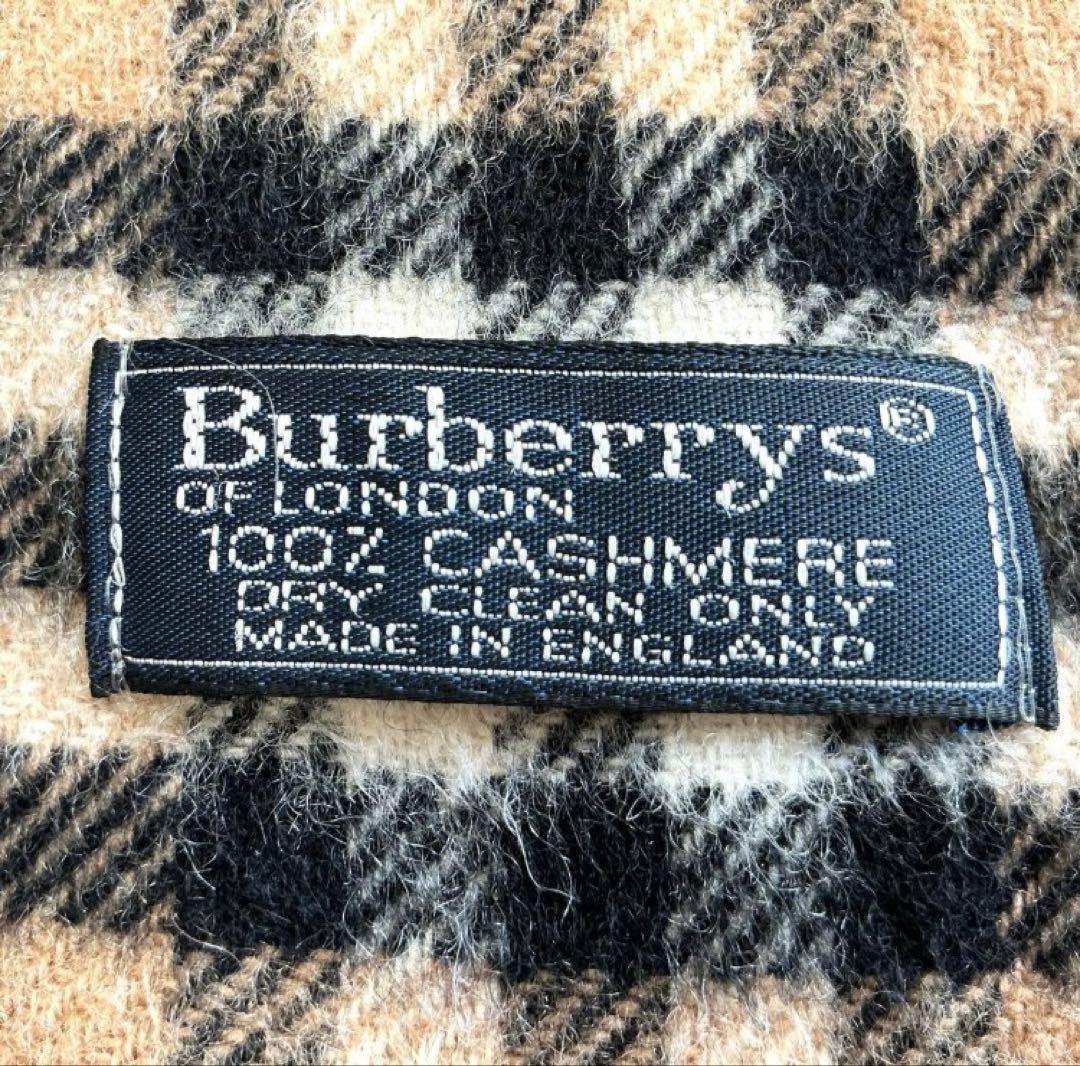 Burberrys®
OF LONDON
100% CASHMERE
DRY CLEAN ONLY
MADE IN ENGLAND